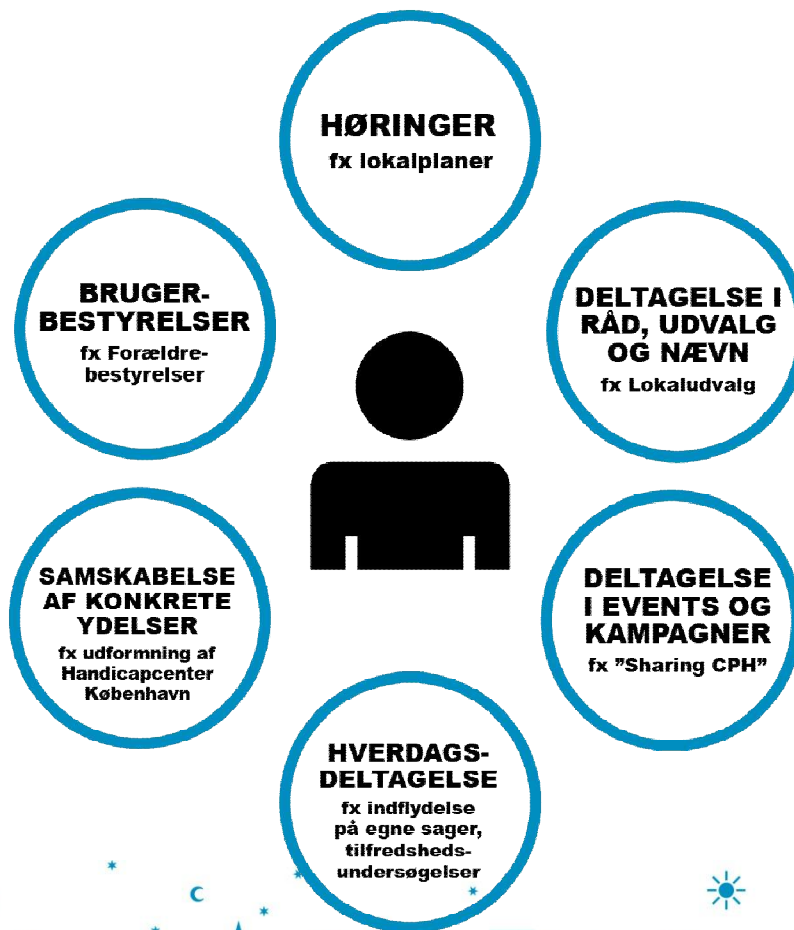 HØRINGER
fx lokalplaner
BRUGER-
BESTYRELSER
fx Forældre-
bestyrelser
DELTAGELSE I
RÅD, UDVALG
OG NÆVN
fx Lokaludvalg
SAMSKABELSE
AF KONKRETE
YDELSER
fx udformning af
Handicapcenter
København
DELTAGELSE
I EVENTS OG
KAMPAGNER
fx ”Sharing CPH”
HVERDAGS-
DELTAGELSE
fx indflydelse
på egne sager,
tilfredsheds-
undersøgelser